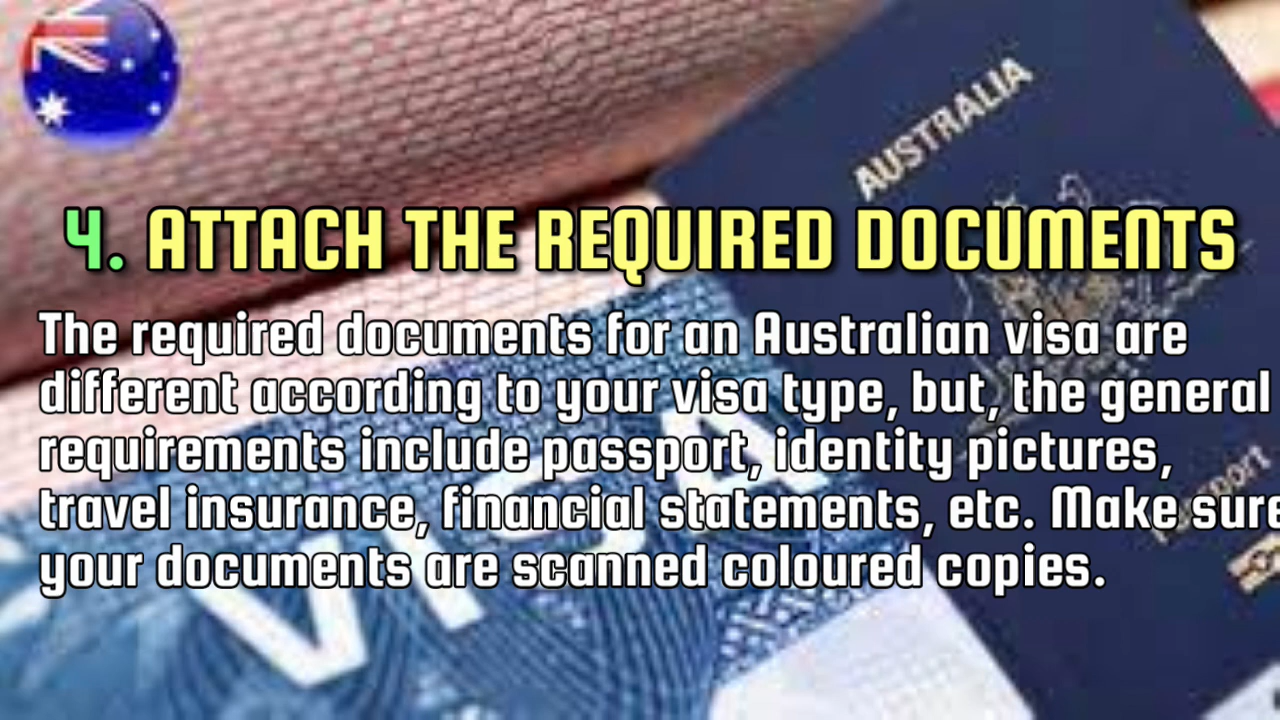 AUSTRALIA
4. ATTACH THE REQUIRED DOCUMENTS
The required documents for an Australian visa are
different according to your visa type, but, the general
requirements include passport, identity pictures,
travel insurance, financial statements, etc. Make sure
your documents are scanned coloured copies.
VISA